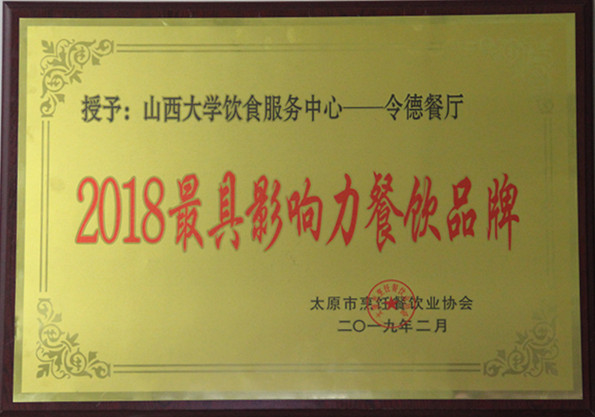 授予：山西大学饮食服务中心——令德餐厅
2018最具影响力餐饮品牌
太原市烹饪餐饮业协会
二〇一九年二月